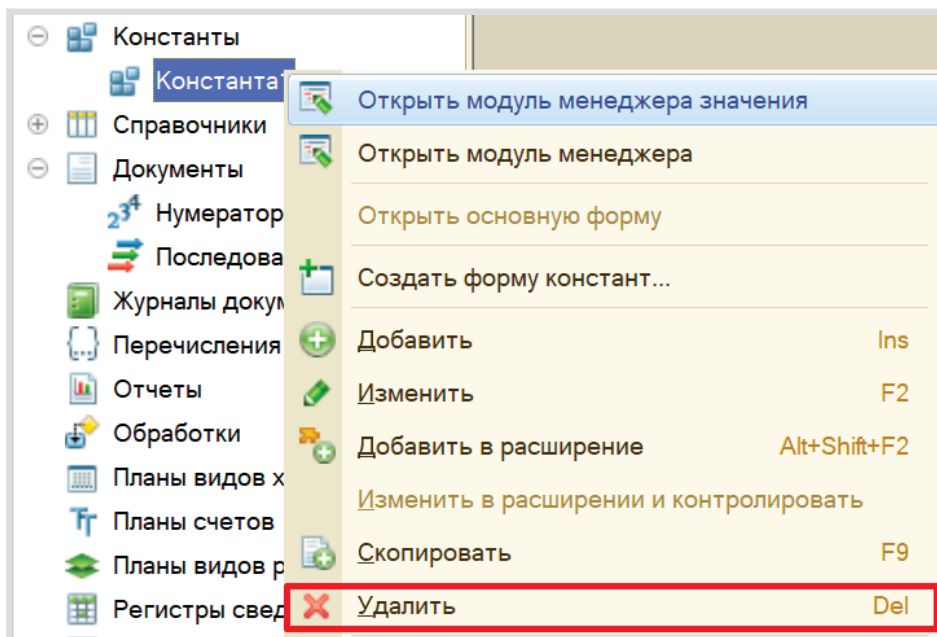 Константы
Константа1
Открыть модуль менеджера значения
Справочники
Открыть модуль менеджера
Документы
Нумератор
Открыть основную форму
Последова
Создать форму констант...
Журналы докум
Перечисления
Добавить Ins
Отчеты
Изменить F2
Обработки
Добавить в расширение Alt+Shift+F2
Планы видов х
Изменить в расширении и контролировать
Планы счетов
Скопировать F9
Планы видов р
Регистры свед
Удалить Del